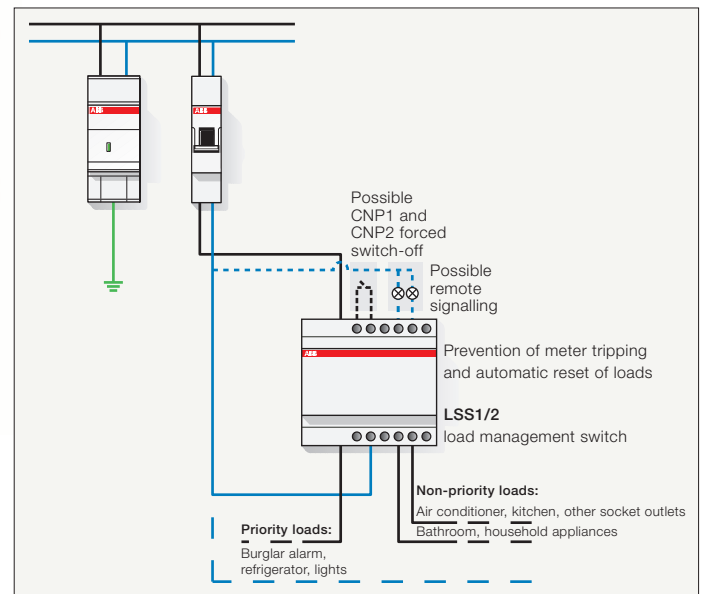 ABB
ABB
Possible
CNP1 and
CNP2 forced
switch-off
Possible
remote
signalling
ABB
Prevention of meter tripping
and automatic reset of loads
LSS1/2
load management switch
Non-priority loads:
Air conditioner, kitchen, other socket outlets
Bathroom, household appliances
Priority loads:
Burglar alarm,
refrigerator, lights